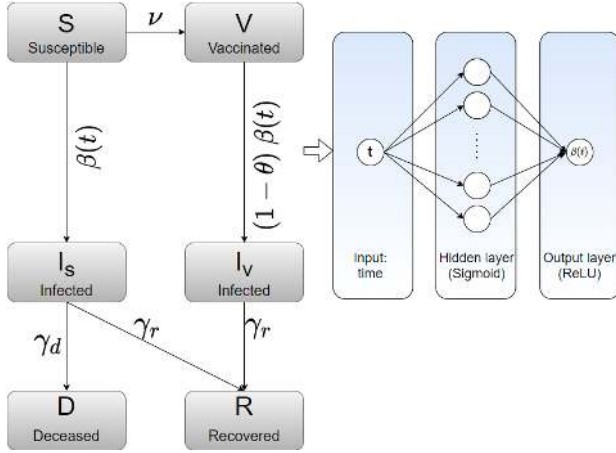 S
Susceptible
ν
V
Vaccinated
β(t)
(1 − θ) β(t)
I_s
Infected
I_v
Infected
γ_d
γ_r
γ_r
D
Deceased
R
Recovered
t
β(t)
Input:
time
Hidden layer
(Sigmoid)
Output layer
(ReLU)